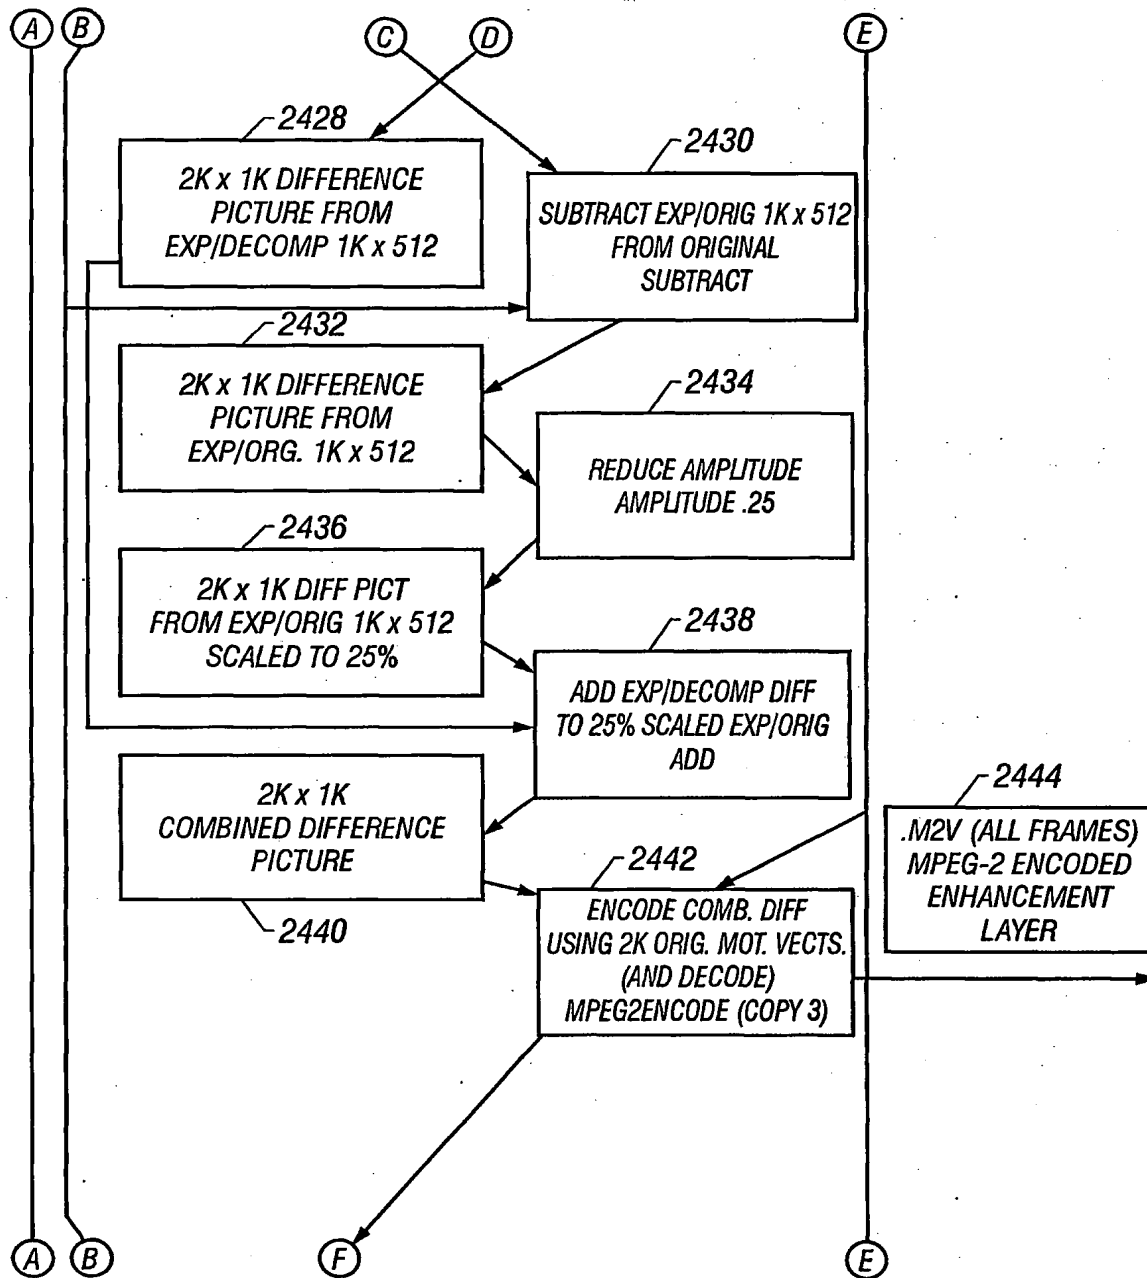 A B C D E
2428
2K x 1K DIFFERENCE
PICTURE FROM
EXP/DECOMP 1K x 512
2430
SUBTRACT EXP/ORIG 1K x 512
FROM ORIGINAL
SUBTRACT
2432
2K x 1K DIFFERENCE
PICTURE FROM
EXP/ORG. 1K x 512
2434
REDUCE AMPLITUDE
AMPLITUDE .25
2436
2K x 1K DIFF PICT
FROM EXP/ORIG 1K x 512
SCALED TO 25%
2438
ADD EXP/DECOMP DIFF
TO 25% SCALED EXP/ORIG
ADD
2K x 1K
COMBINED DIFFERENCE
PICTURE
2440
2442
ENCODE COMB. DIFF
USING 2K ORIG. MOT. VECTS.
(AND DECODE)
MPEG2ENCODE (COPY 3)
2444
.M2V (ALL FRAMES)
MPEG-2 ENCODED
ENHANCEMENT
LAYER
A B F E